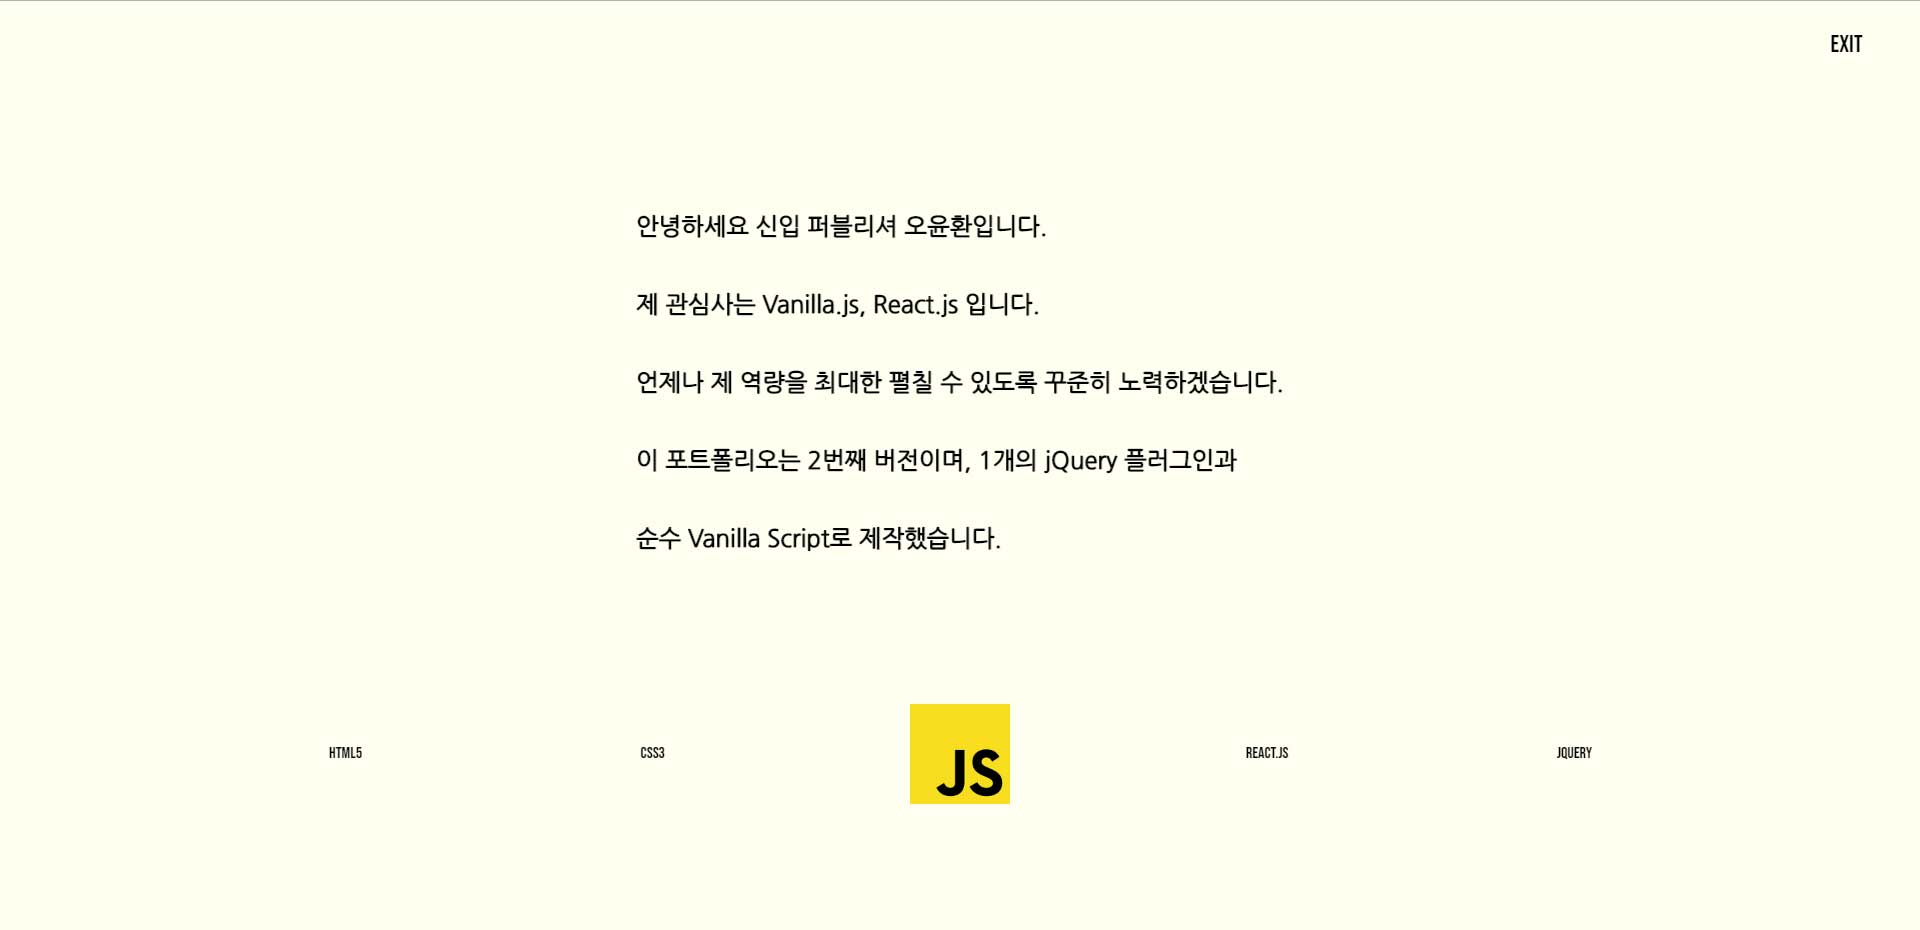 EXIT
안녕하세요 신입 퍼블리셔 오윤환입니다.
제 관심사는 Vanilla.js, React.js 입니다.
언제나 제 역량을 최대한 펼칠 수 있도록 꾸준히 노력하겠습니다.
이 포트폴리오는 2번째 버전이며, 1개의 jQuery 플러그인과
순수 Vanilla Script로 제작했습니다.
HTML5 CSS3 JS REACT.JS JQUERY